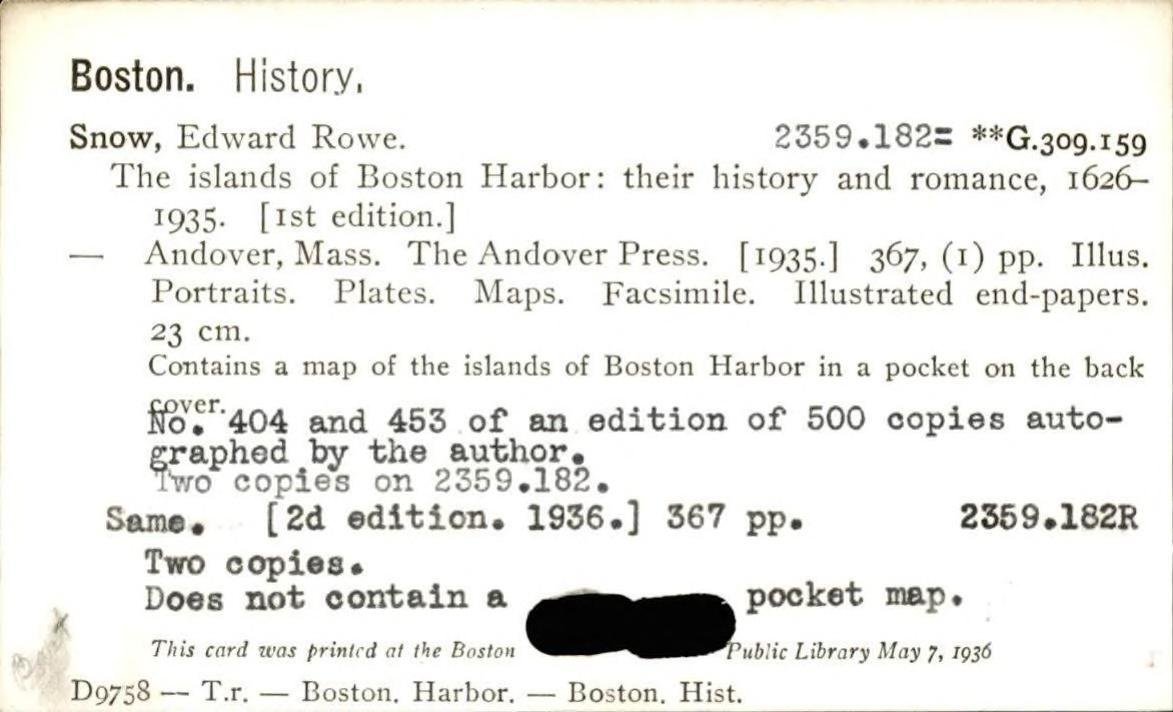 Boston. History.
Snow, Edward Rowe. 2359.182= **G.309.159
The islands of Boston Harbor: their history and romance, 1626-
1935. [1st edition.]
— Andover, Mass. The Andover Press. [1935.] 367, (1) pp. Illus.
Portraits. Plates. Maps. Facsimile. Illustrated end-papers.
23 cm.
Contains a map of the islands of Boston Harbor in a pocket on the back
cover.
No. 404 and 453 of an edition of 500 copies auto-
graphed by the author.
Two copies on 2359.182.
Same. [2d edition. 1936.] 367 pp. 2359.182R
Two copies.
Does not contain a pocket map.
This card was printed at the Boston Public Library May 7, 1936
D9758 — T.r. — Boston. Harbor. — Boston. Hist.